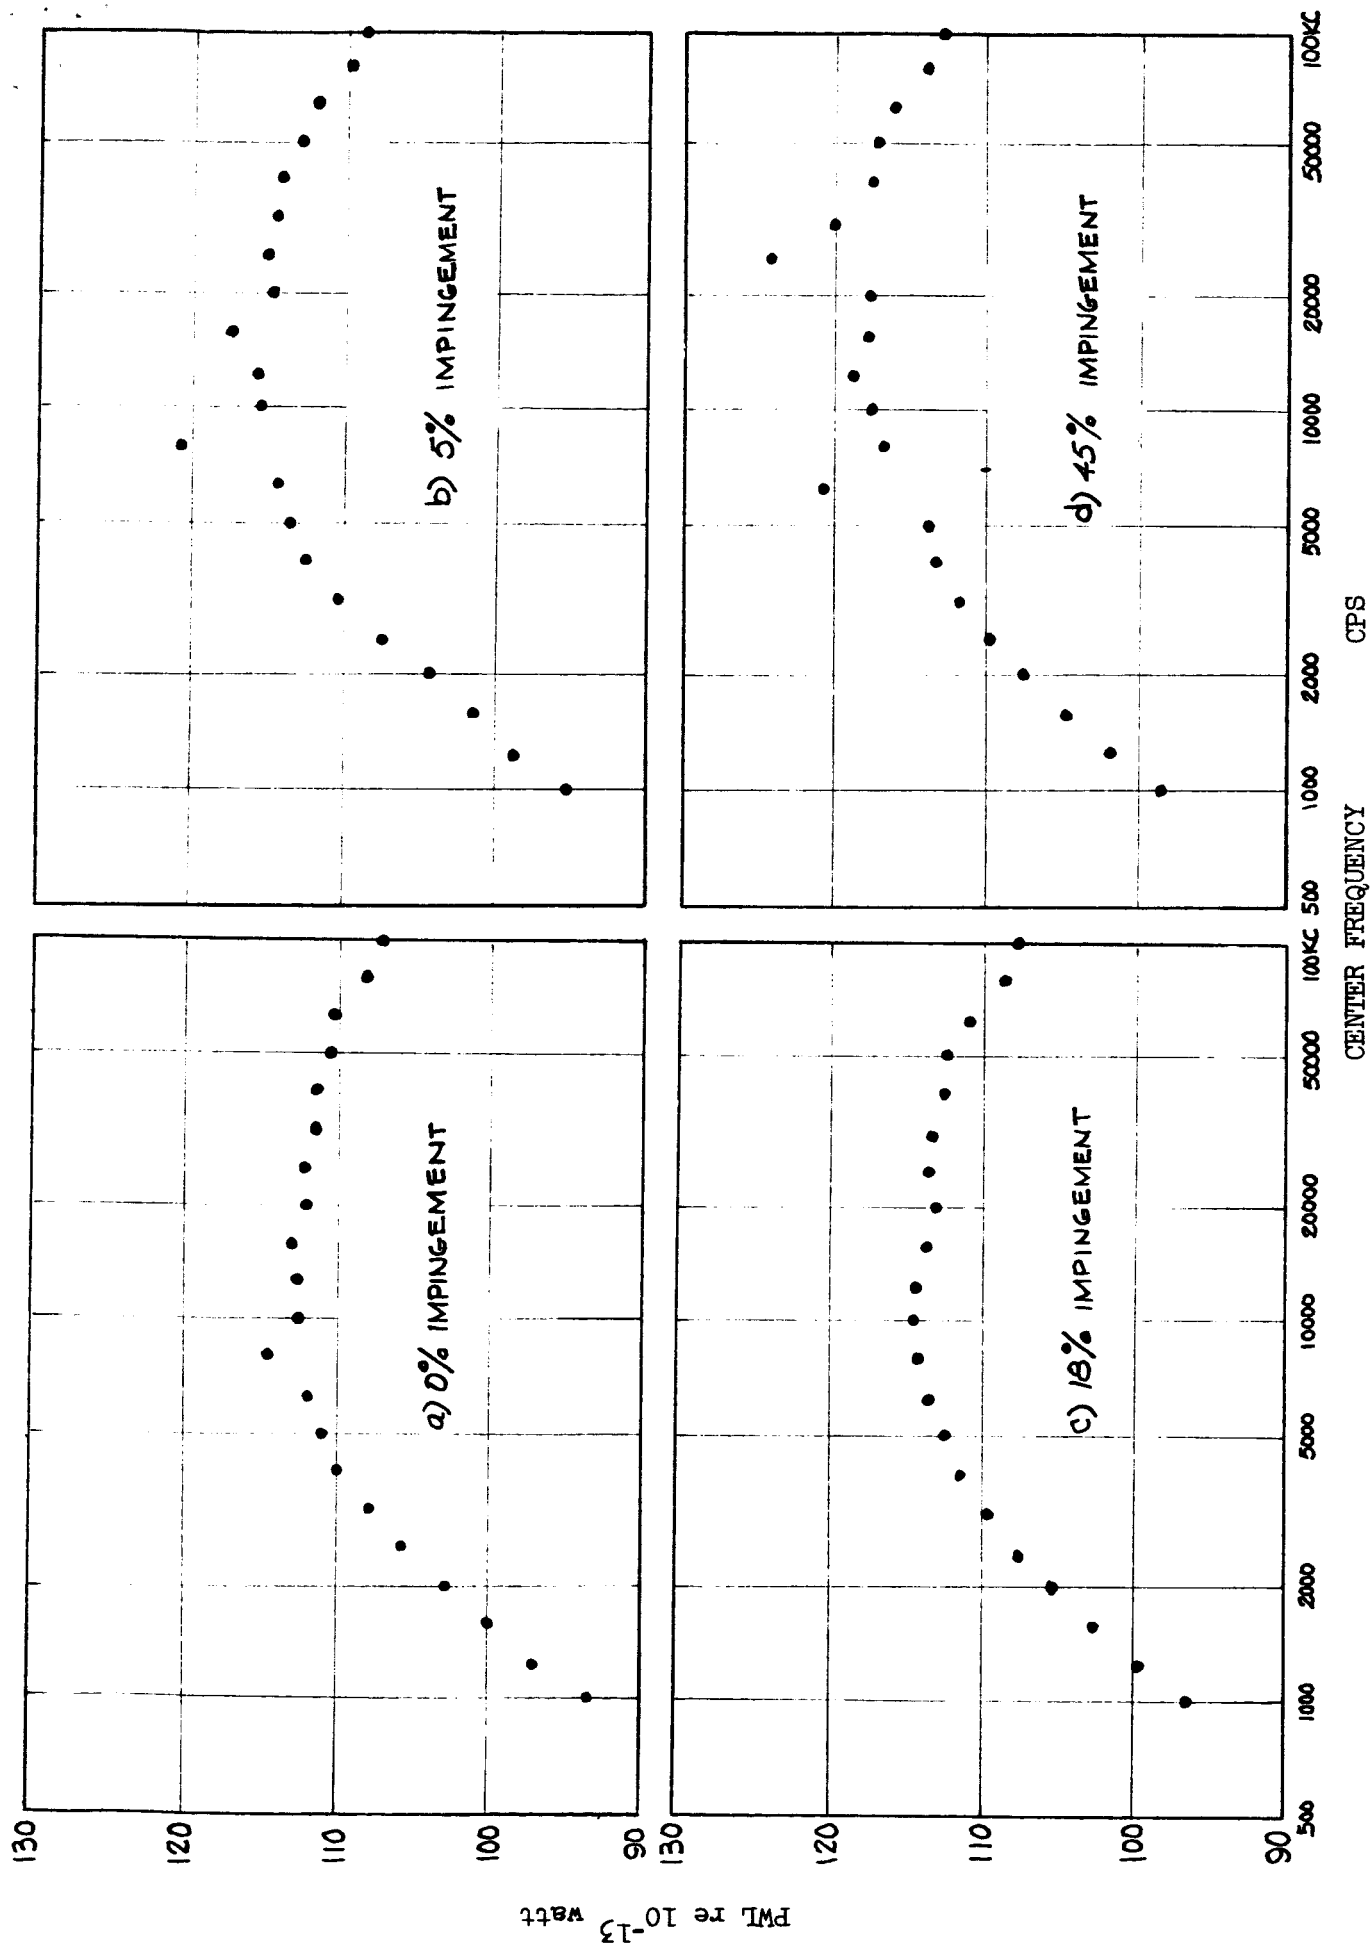 130
120
110
100
90
a) 0% IMPINGEMENT
b) 5% IMPINGEMENT
130
120
110
100
90
c) 18% IMPINGEMENT
d) 45% IMPINGEMENT
500 1000 2000 5000 10000 20000 50000 100KC
500 1000 2000 5000 10000 20000 50000 100KC
CENTER FREQUENCY CPS
PWL re 10-13 watt